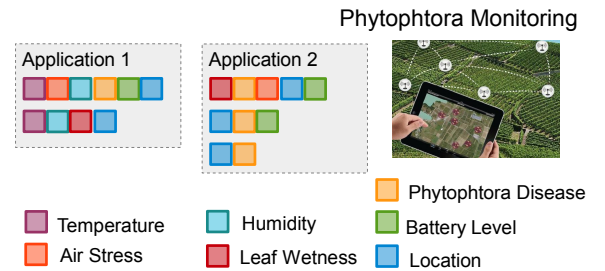 Phytophtora Monitoring
Application 1
Application 2
Temperature
Air Stress
Humidity
Leaf Wetness
Phytophtora Disease
Battery Level
Location